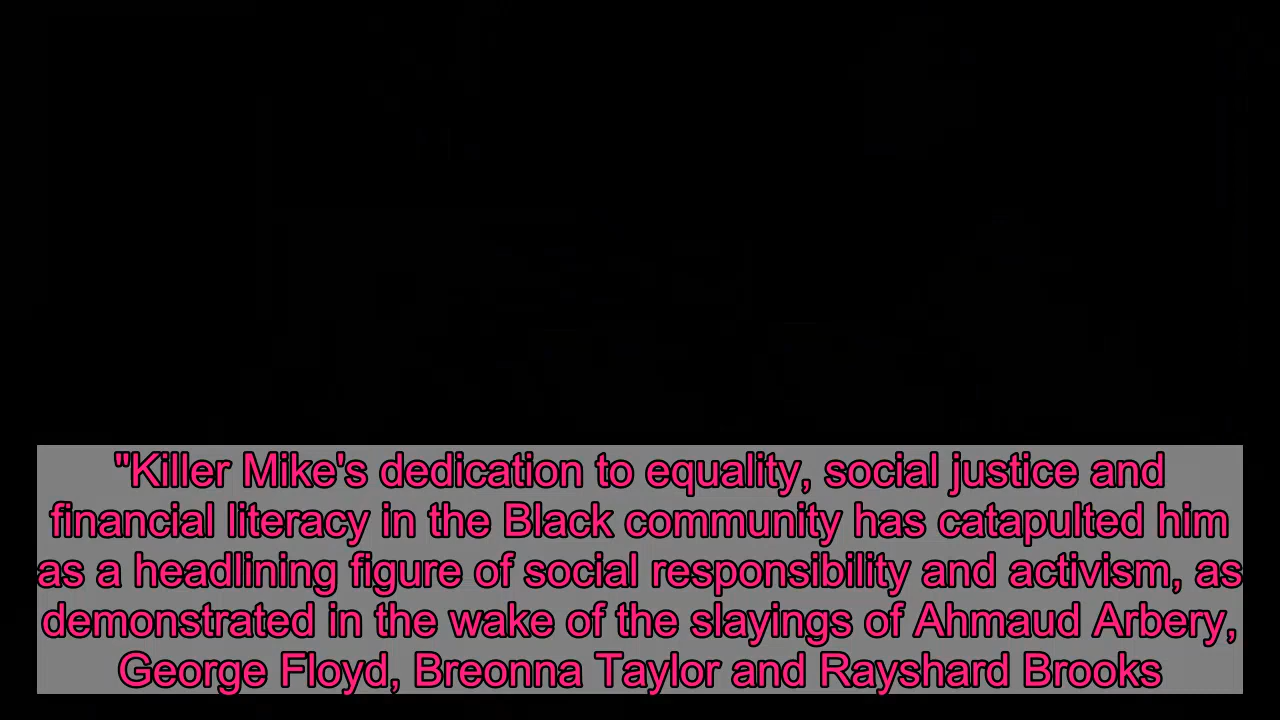 "Killer Mike's dedication to equality, social justice and
financial literacy in the Black community has catapulted him
as a headlining figure of social responsibility and activism, as
demonstrated in the wake of the slayings of Ahmaud Arbery,
George Floyd, Breonna Taylor and Rayshard Brooks